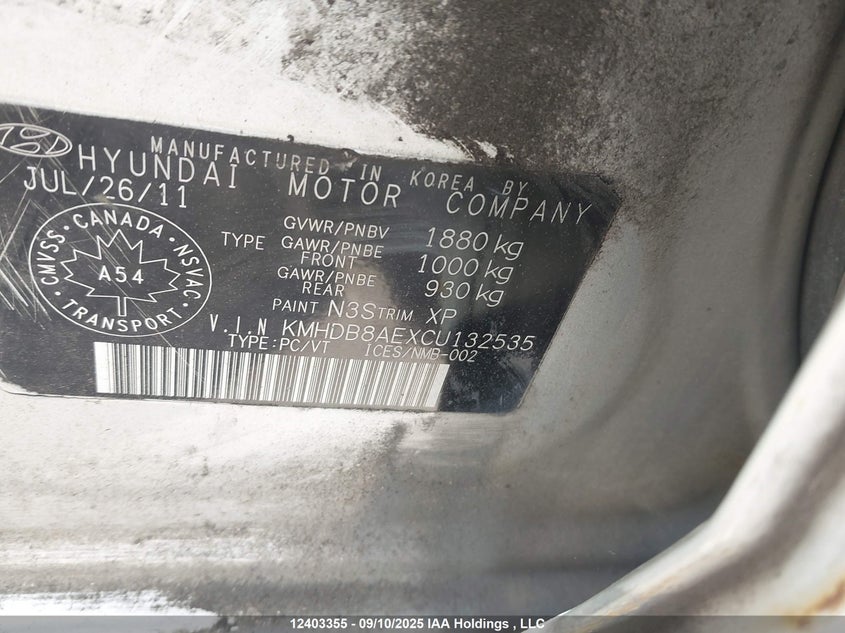 MANUFACTURED IN KOREA BY
HYUNDAI MOTOR COMPANY
JUL/26/11
CANADA
CMVSS
NSVAC
A54
TRANSPORT
GVWR/PNBV 1880 kg
TYPE GAWR/PNBE FRONT 1000 kg
GAWR/PNBE REAR 930 kg
PAINT N3S TRIM XP
V.I.N KMHDB8AEXCU132535
TYPE:PC/VT ICES/NMB-002
12403355 - 09/10/2025 IAA Holdings , LLC